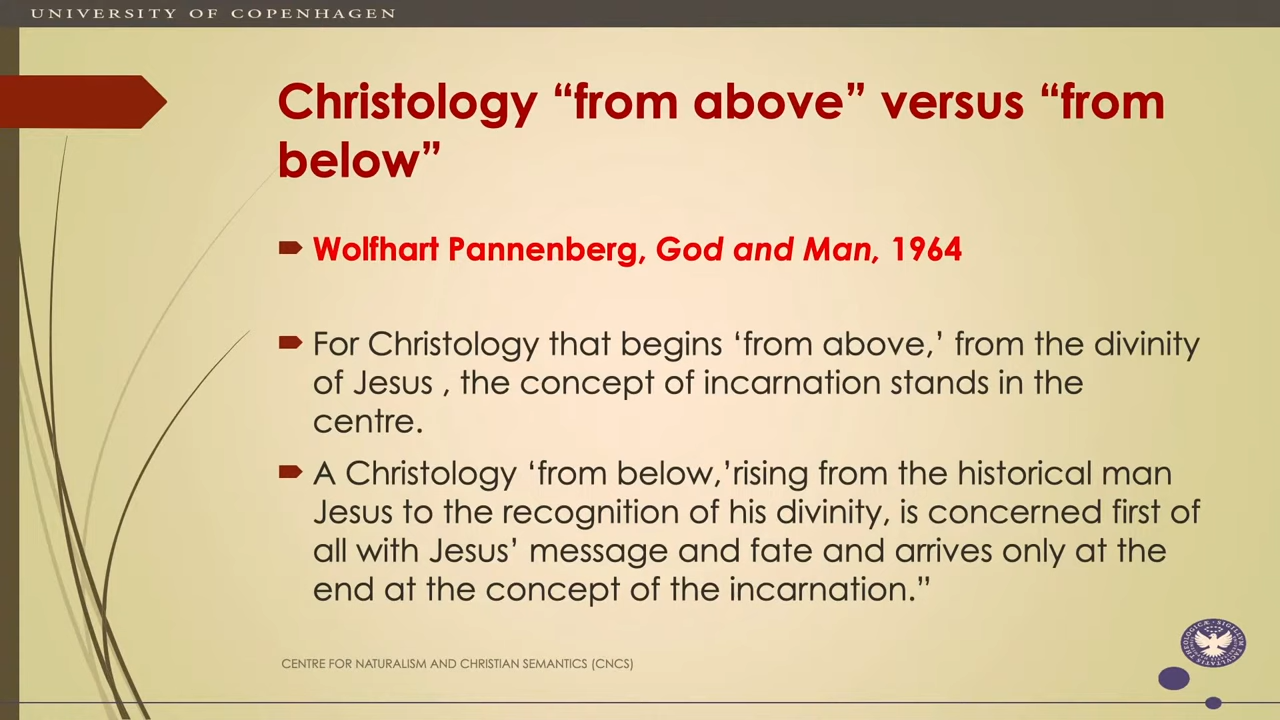 UNIVERSITY OF COPENHAGEN
Christology “from above” versus “from
below”
Wolfhart Pannenberg, God and Man, 1964
For Christology that begins ‘from above,’ from the divinity
of Jesus , the concept of incarnation stands in the
centre.
A Christology ‘from below,’rising from the historical man
Jesus to the recognition of his divinity, is concerned first of
all with Jesus’ message and fate and arrives only at the
end at the concept of the incarnation.”
CENTRE FOR NATURALISM AND CHRISTIAN SEMANTICS (CNCS)